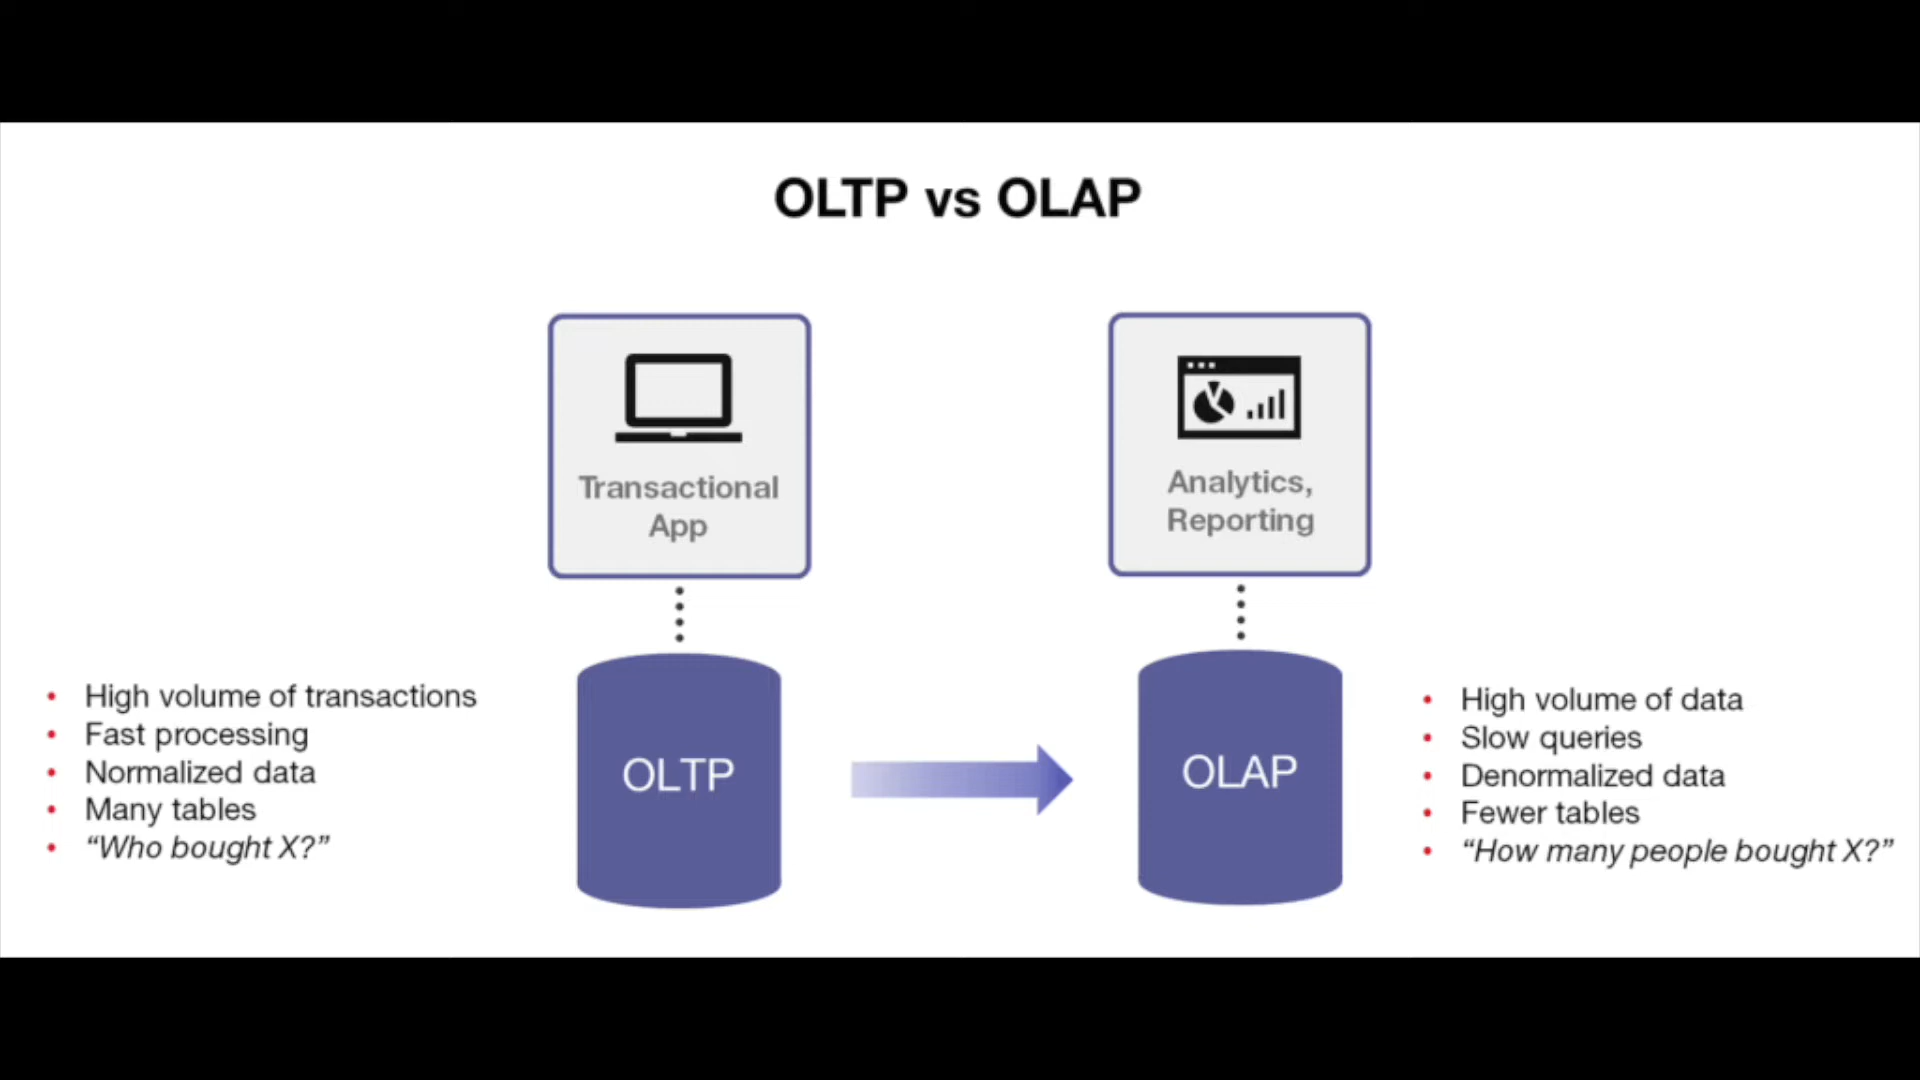 OLTP vs OLAP
Transactional
App
Analytics,
Reporting
• High volume of transactions
• Fast processing
• Normalized data
• Many tables
• “Who bought X?”
OLTP
OLAP
• High volume of data
• Slow queries
• Denormalized data
• Fewer tables
• “How many people bought X?”